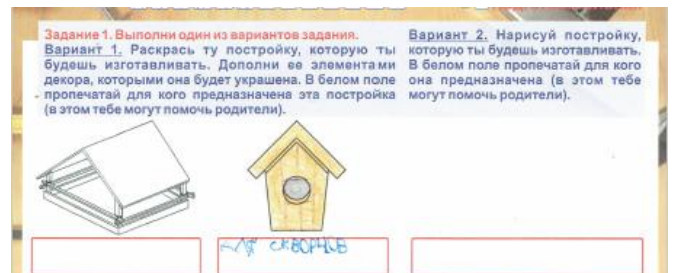 Задание 1. Выполни один из вариантов задания.
Вариант 1. Раскрась ту постройку, которую ты
будешь изготавливать. Дополни ее элементами
декора, которыми она будет украшена. В белом поле
пропечатай для кого предназначена эта постройка
(в этом тебе могут помочь родители).
Вариант 2. Нарисуй постройку,
которую ты будешь изготавливать.
В белом поле пропечатай для кого
она предназначена (в этом тебе
могут помочь родители).
для скворцов